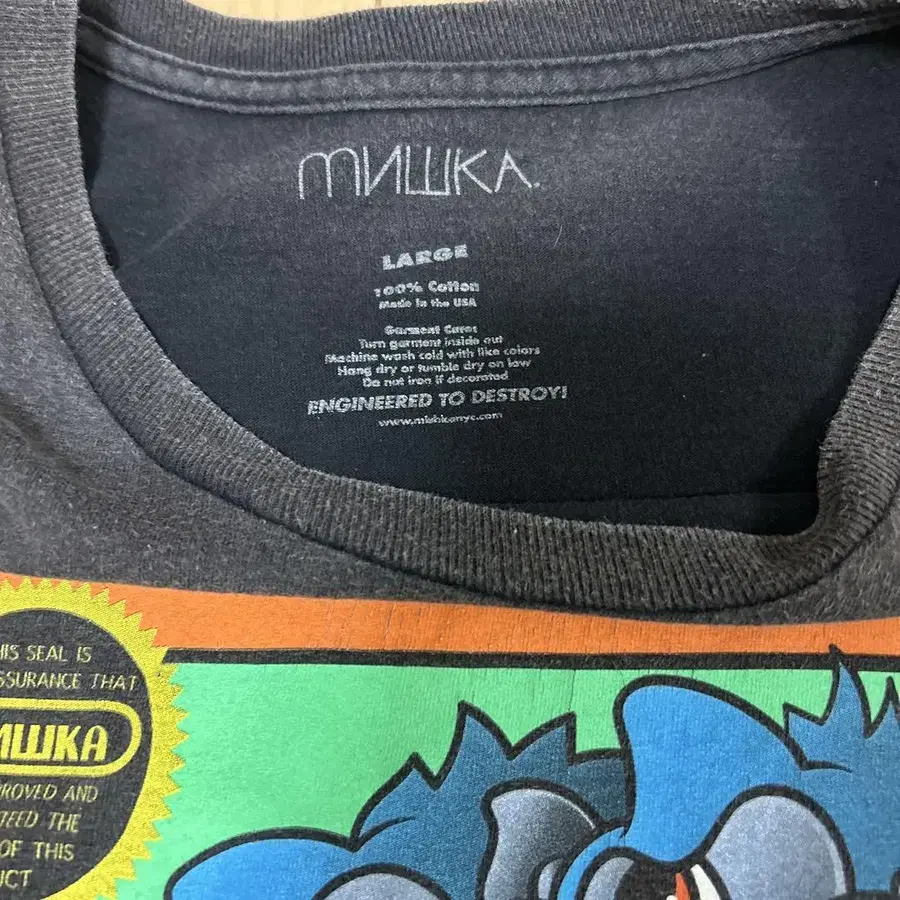 МИШКА.
LARGE
100% Cotton
Made in the USA
Garment Care:
Turn garment inside out
Machine wash cold with like colors
Hang dry or tumble dry on low
Do not iron if decorated
ENGINEERED TO DESTROY!
www.mishkanyc.com
IS SEAL IS
SSURANCE THAT
ИШКА
ROVED AND
TEED THE
OF THIS
UCT